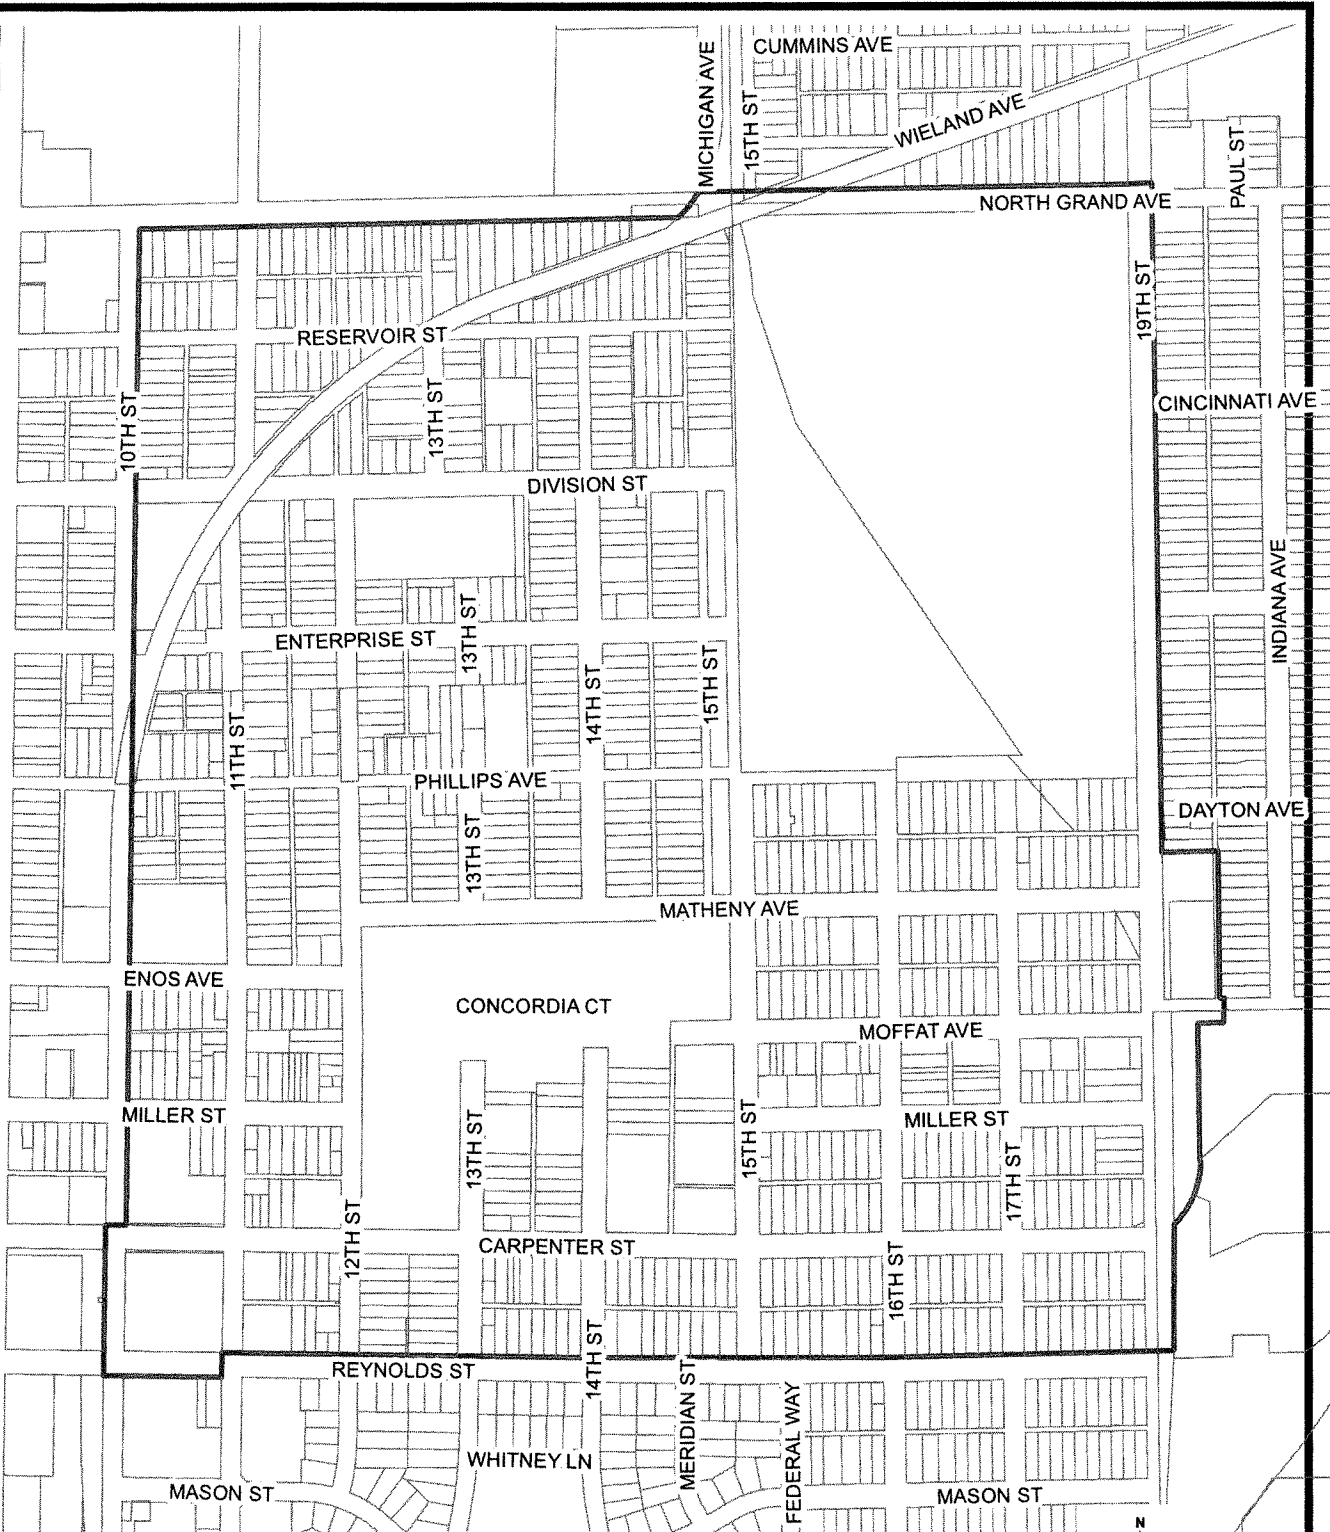 CUMMINS AVE
MICHIGAN AVE
15TH ST
WIELAND AVE
PAUL ST
NORTH GRAND AVE
19TH ST
RESERVOIR ST
10TH ST
13TH ST
CINCINNATI AVE
DIVISION ST
INDIANA AVE
ENTERPRISE ST
13TH ST
14TH ST
15TH ST
11TH ST
PHILLIPS AVE
13TH ST
DAYTON AVE
MATHENY AVE
ENOS AVE
CONCORDIA CT
MOFFAT AVE
MILLER ST
13TH ST
15TH ST
MILLER ST
17TH ST
12TH ST
CARPENTER ST
16TH ST
14TH ST
REYNOLDS ST
MERIDIAN ST
FEDERAL WAY
WHITNEY LN
MASON ST
MASON ST
N